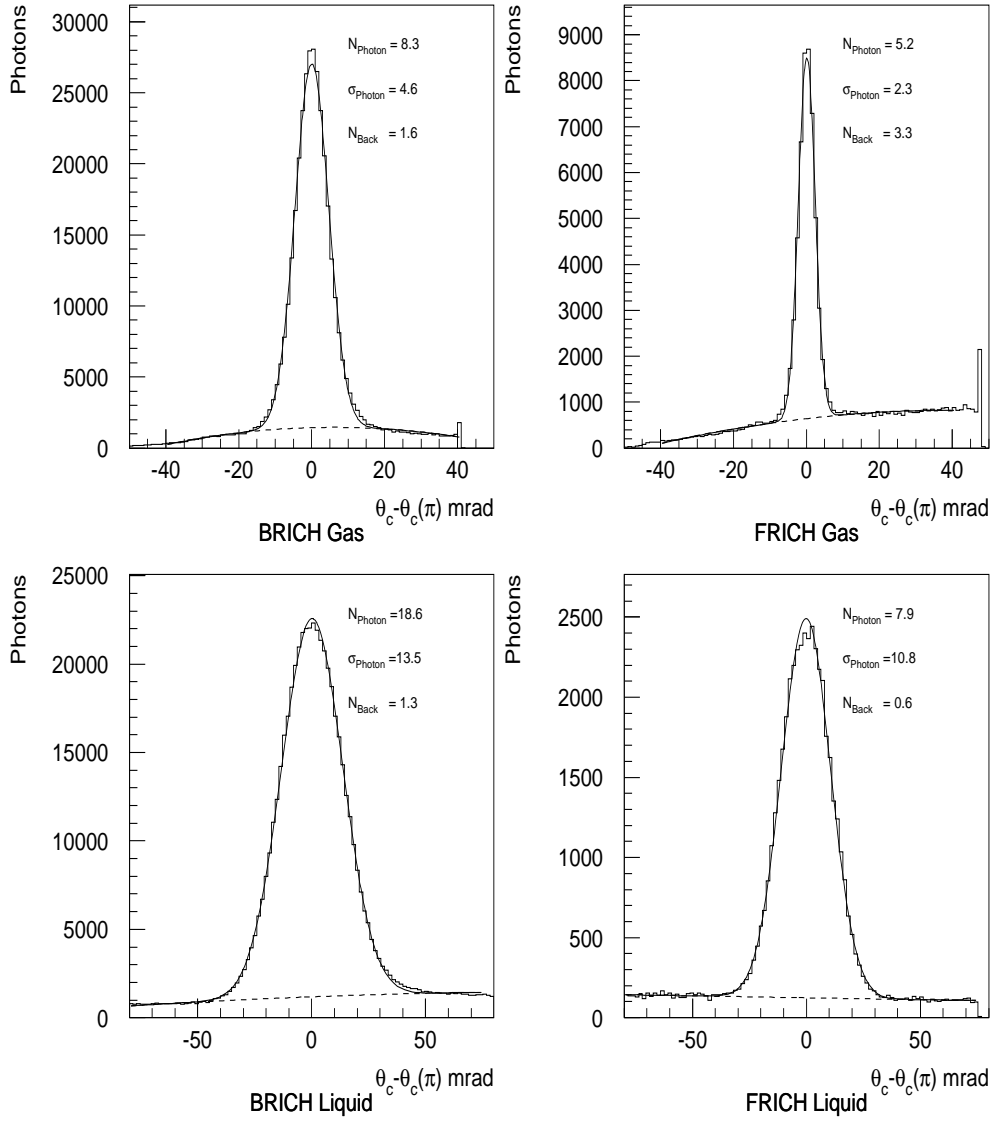 Photons
30000
25000
20000
15000
10000
5000
0
N_Photon = 8.3
σ_Photon = 4.6
N_Back = 1.6
-40 -20 0 20 40
θ_c-θ_c(π) mrad
BRICH Gas
Photons
9000
8000
7000
6000
5000
4000
3000
2000
1000
0
N_Photon = 5.2
σ_Photon = 2.3
N_Back = 3.3
-40 -20 0 20 40
θ_c-θ_c(π) mrad
FRICH Gas
Photons
25000
20000
15000
10000
5000
0
N_Photon =18.6
σ_Photon =13.5
N_Back = 1.3
-50 0 50
θ_c-θ_c(π) mrad
BRICH Liquid
Photons
2500
2000
1500
1000
500
0
N_Photon = 7.9
σ_Photon =10.8
N_Back = 0.6
-50 0 50
θ_c-θ_c(π) mrad
FRICH Liquid